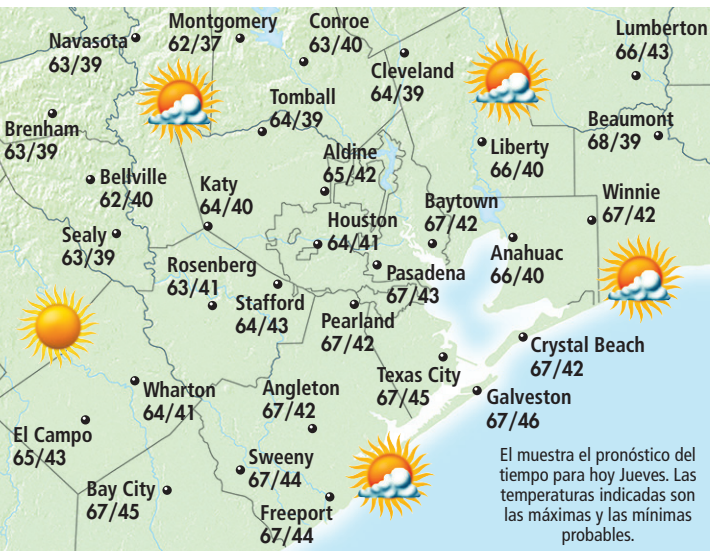 Montgomery
62/37
Conroe
63/40
Lumberton
66/43
Navasota
63/39
Cleveland
64/39
Tomball
64/39
Beaumont
68/39
Brenham
63/39
Liberty
66/40
Aldine
65/42
Bellville
62/40
Katy
64/40
Baytown
67/42
Winnie
67/42
Houston
64/41
Sealy
63/39
Anahuac
66/40
Rosenberg
63/41
Pasadena
67/43
Stafford
64/43
Pearland
67/42
Crystal Beach
67/42
Texas City
67/45
Wharton
64/41
Angleton
67/42
Galveston
67/46
El Campo
65/43
Sweeny
67/44
Bay City
67/45
Freeport
67/44
El muestra el pronóstico del
tiempo para hoy Jueves. Las
temperaturas indicadas son
las máximas y las mínimas
probables.